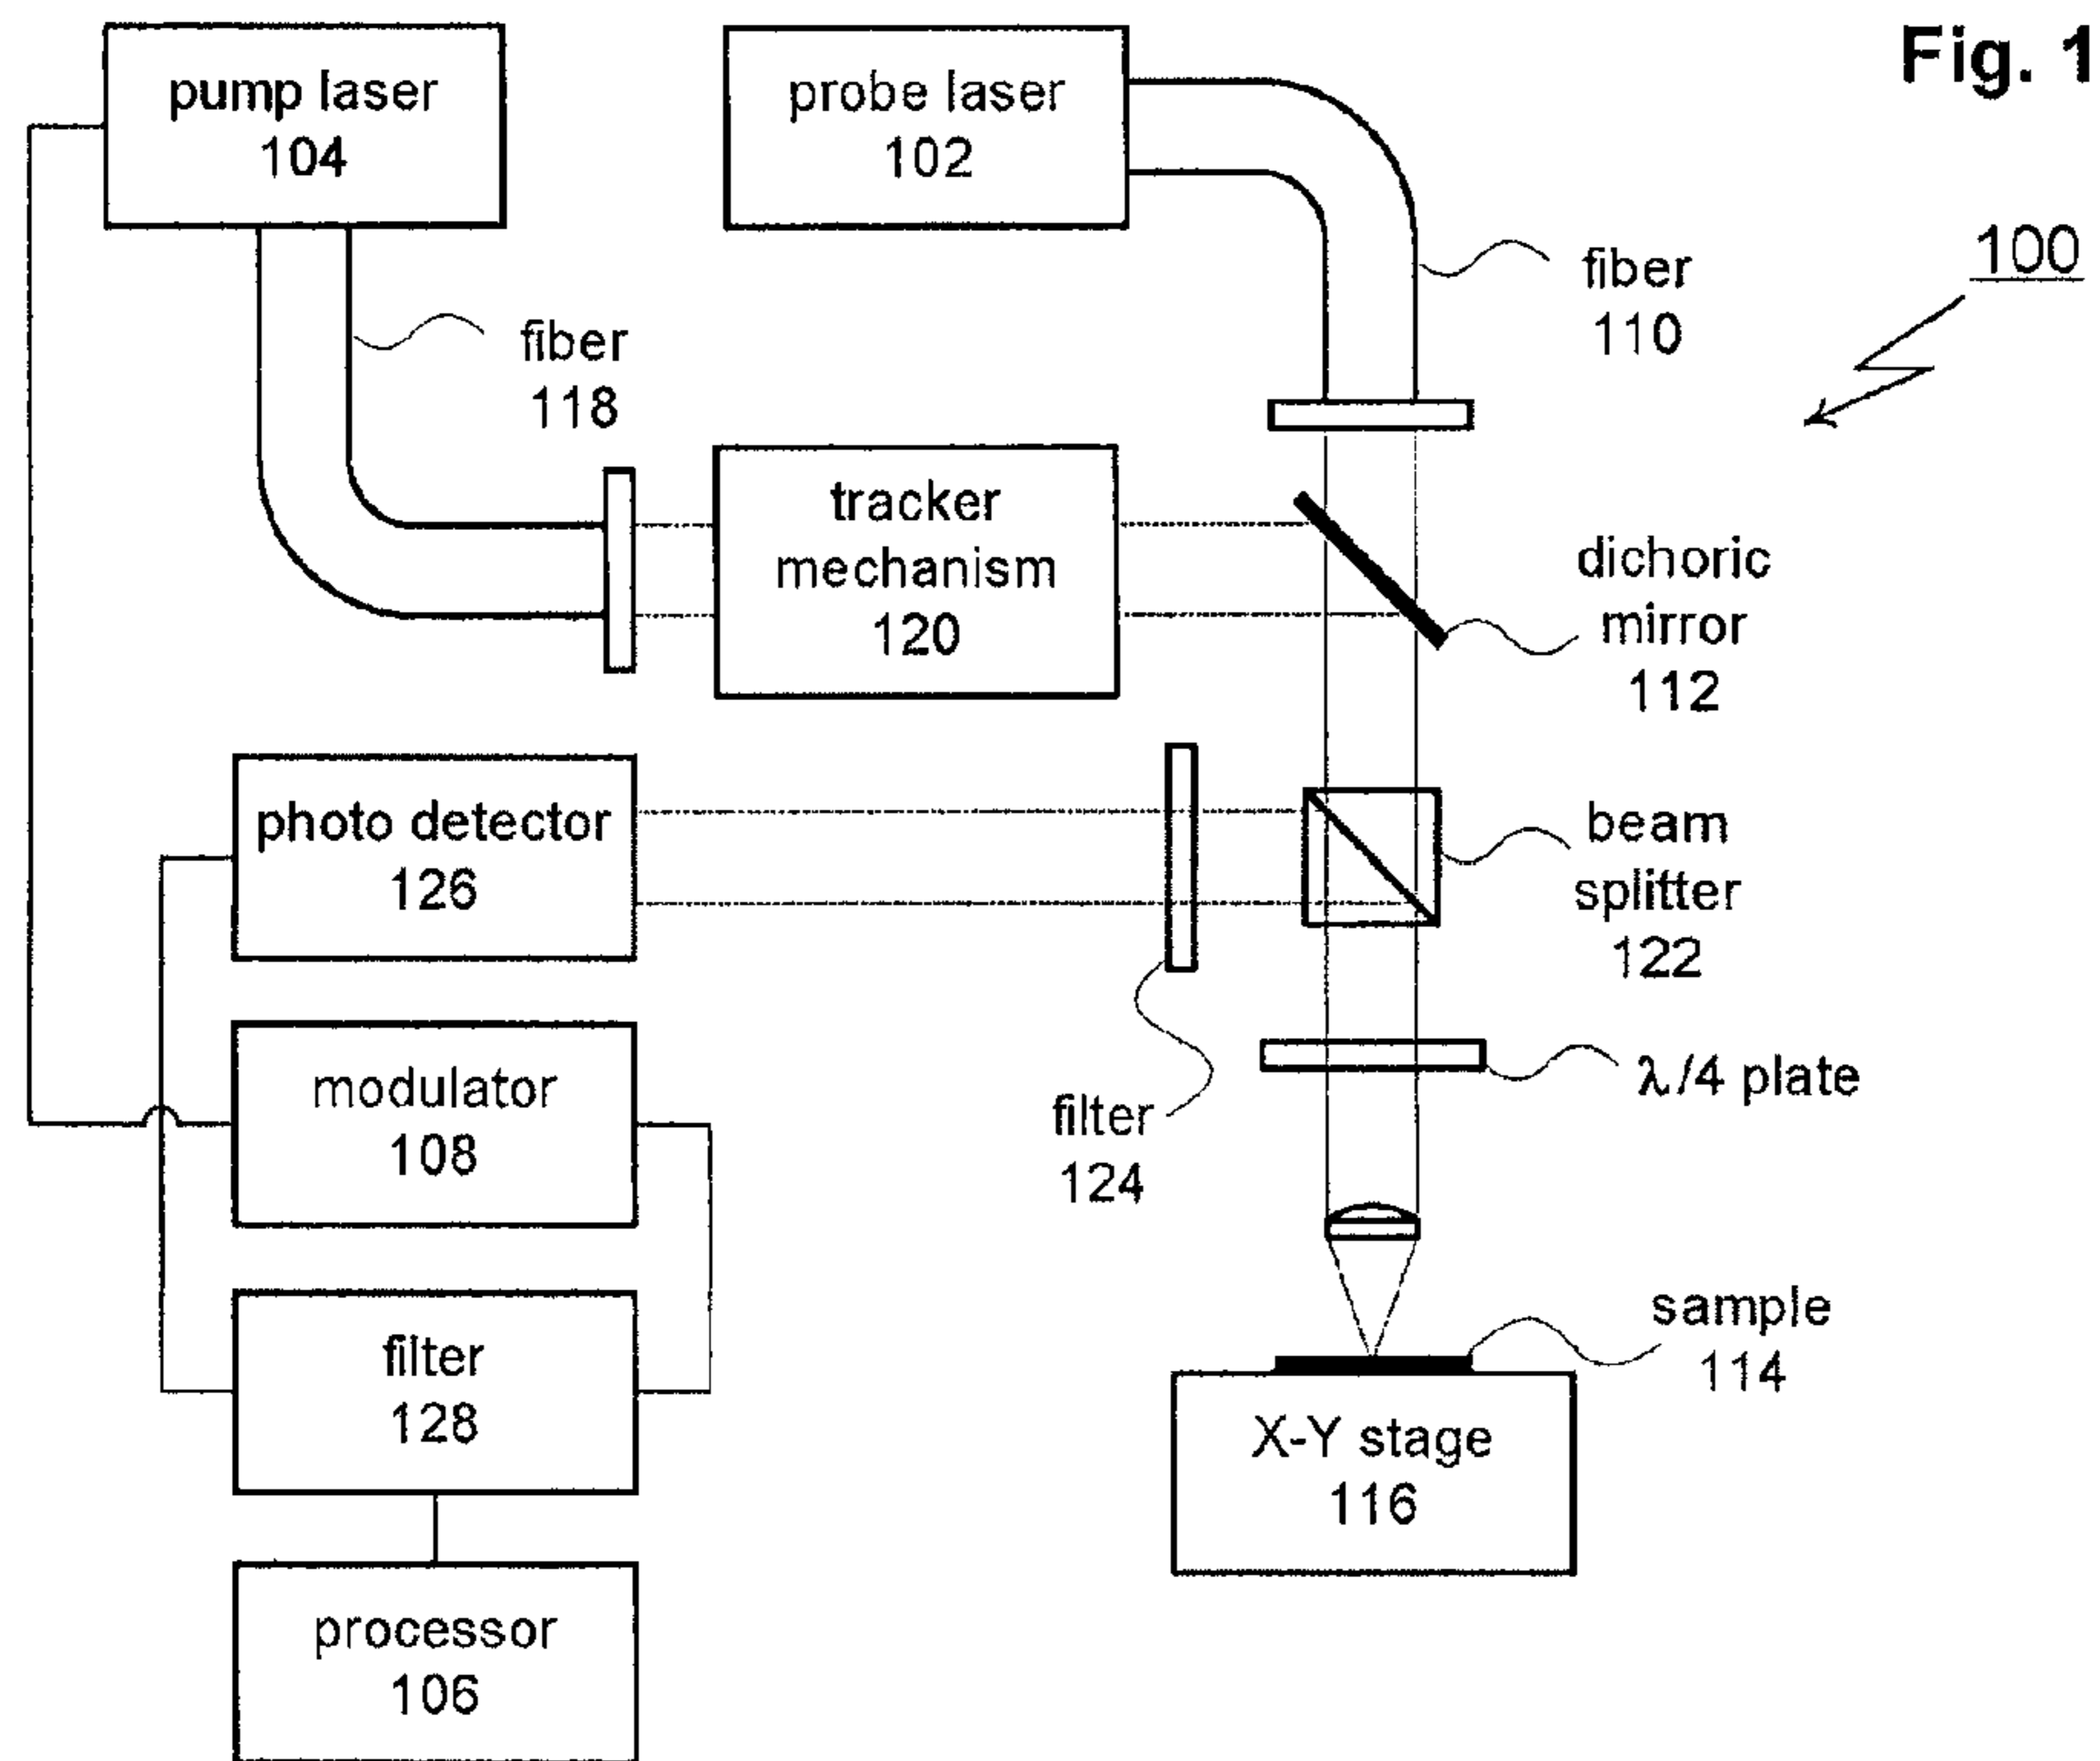 Fig. 1
pump laser
104
probe laser
102
100
fiber
110
fiber
118
tracker
mechanism
120
dichoric
mirror
112
photo detector
126
beam
splitter
122
modulator
108
λ/4 plate
filter
124
filter
128
sample
114
X-Y stage
116
processor
106